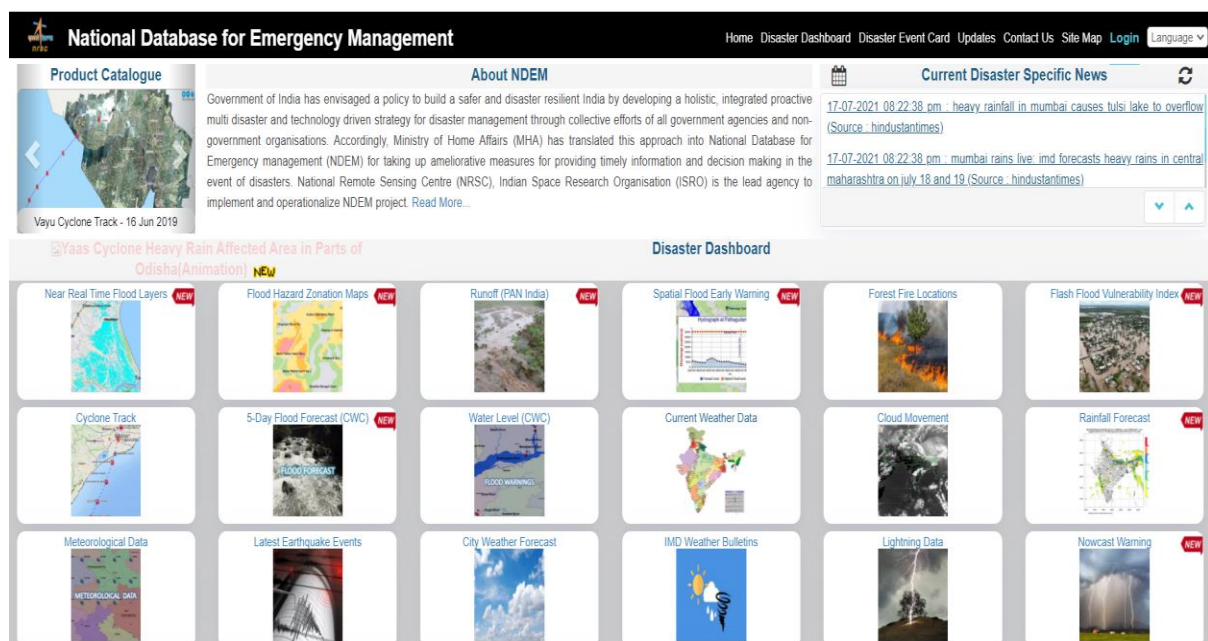 nrsc
National Database for Emergency Management
Home Disaster Dashboard Disaster Event Card Updates Contact Us Site Map Login Language
Product Catalogue
Vayu Cyclone Track - 16 Jun 2019
About NDEM
Government of India has envisaged a policy to build a safer and disaster resilient India by developing a holistic, integrated proactive
multi disaster and technology driven strategy for disaster management through collective efforts of all government agencies and non-
government organisations. Accordingly, Ministry of Home Affairs (MHA) has translated this approach into National Database for
Emergency management (NDEM) for taking up ameliorative measures for providing timely information and decision making in the
event of disasters. National Remote Sensing Centre (NRSC), Indian Space Research Organisation (ISRO) is the lead agency to
implement and operationalize NDEM project. Read More...
Current Disaster Specific News
17-07-2021 08:22:38 pm : heavy rainfall in mumbai causes tulsi lake to overflow
(Source : hindustantimes)
17-07-2021 08:22:38 pm : mumbai rains live: imd forecasts heavy rains in central
maharashtra on july 18 and 19 (Source : hindustantimes)
Yaas Cyclone Heavy Rain Affected Area in Parts of
Odisha(Animation) NEW
Disaster Dashboard
Near Real Time Flood Layers NEW
Flood Hazard Zonation Maps NEW
Runoff (PAN India) NEW
Spatial Flood Early Warning NEW
Forest Fire Locations
Flash Flood Vulnerability Index NEW
Cyclone Track
5-Day Flood Forecast (CWC) NEW
FLOOD FORECAST
Water Level (CWC)
FLOOD WARNINGS
Current Weather Data
Cloud Movement
Rainfall Forecast NEW
Meteorological Data
METEOROLOICAL DATA
Latest Earthquake Events
City Weather Forecast
IMD Weather Bulletins
Lightning Data
Nowcast Warning NEW